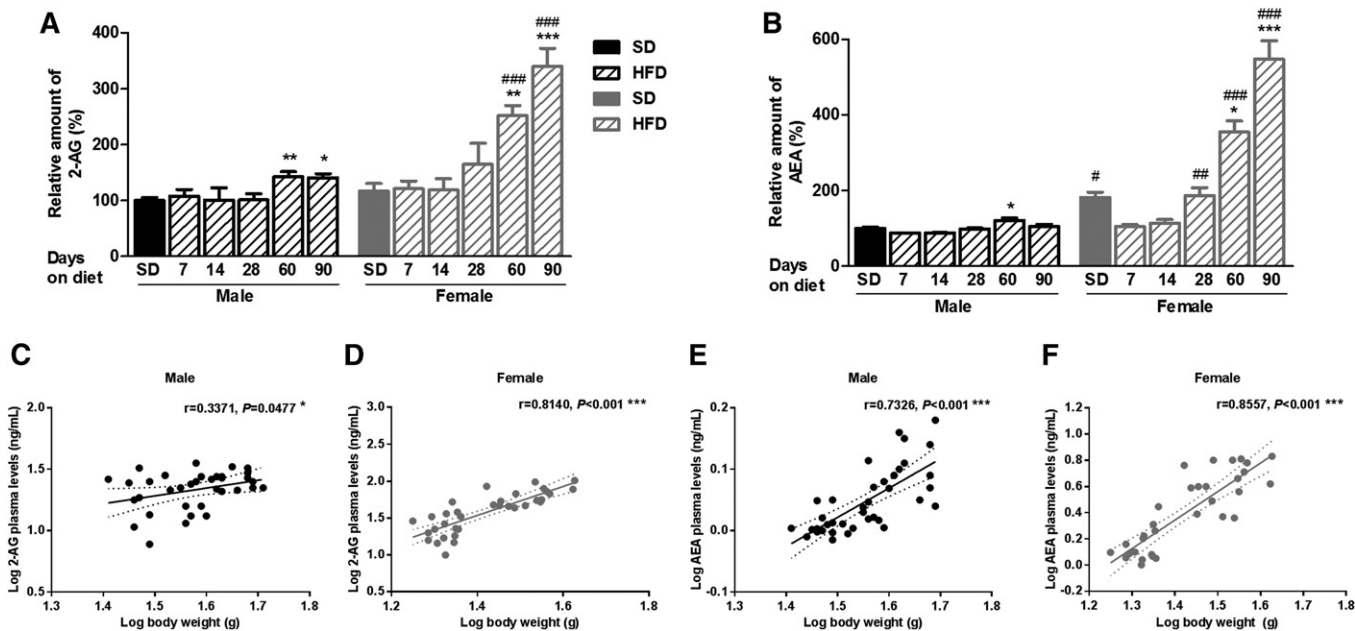 A
Relative amount of
2-AG (%)
400
300
200
100
0
** *
###
**
###
***
SD
HFD
SD
HFD
Days
on diet
SD 7 14 28 60 90 SD 7 14 28 60 90
Male Female
B
Relative amount of
AEA (%)
600
400
200
0
*
#
##
###
*
###
***
Days
on diet
SD 7 14 28 60 90 SD 7 14 28 60 90
Male Female
C
Male
r=0.3371, P=0.0477 *
Log 2-AG plasma levels (ng/mL)
2.0
1.5
1.0
0.5
1.3 1.4 1.5 1.6 1.7 1.8
Log body weight (g)
D
Female
r=0.8140, P<0.001 ***
Log 2-AG plasma levels (ng/mL)
3.0
2.5
2.0
1.5
1.0
0.5
1.2 1.3 1.4 1.5 1.6 1.7
Log body weight (g)
E
Male
r=0.7326, P<0.001 ***
Log AEA plasma levels (ng/mL)
0.2
0.1
0.0
-0.1
1.3 1.4 1.5 1.6 1.7 1.8
Log body weight (g)
F
Female
r=0.8557, P<0.001 ***
Log AEA plasma levels (ng/mL)
1.2
1.0
0.8
0.6
0.4
0.2
0.0
-0.2
1.2 1.3 1.4 1.5 1.6 1.7
Log body weight (g)